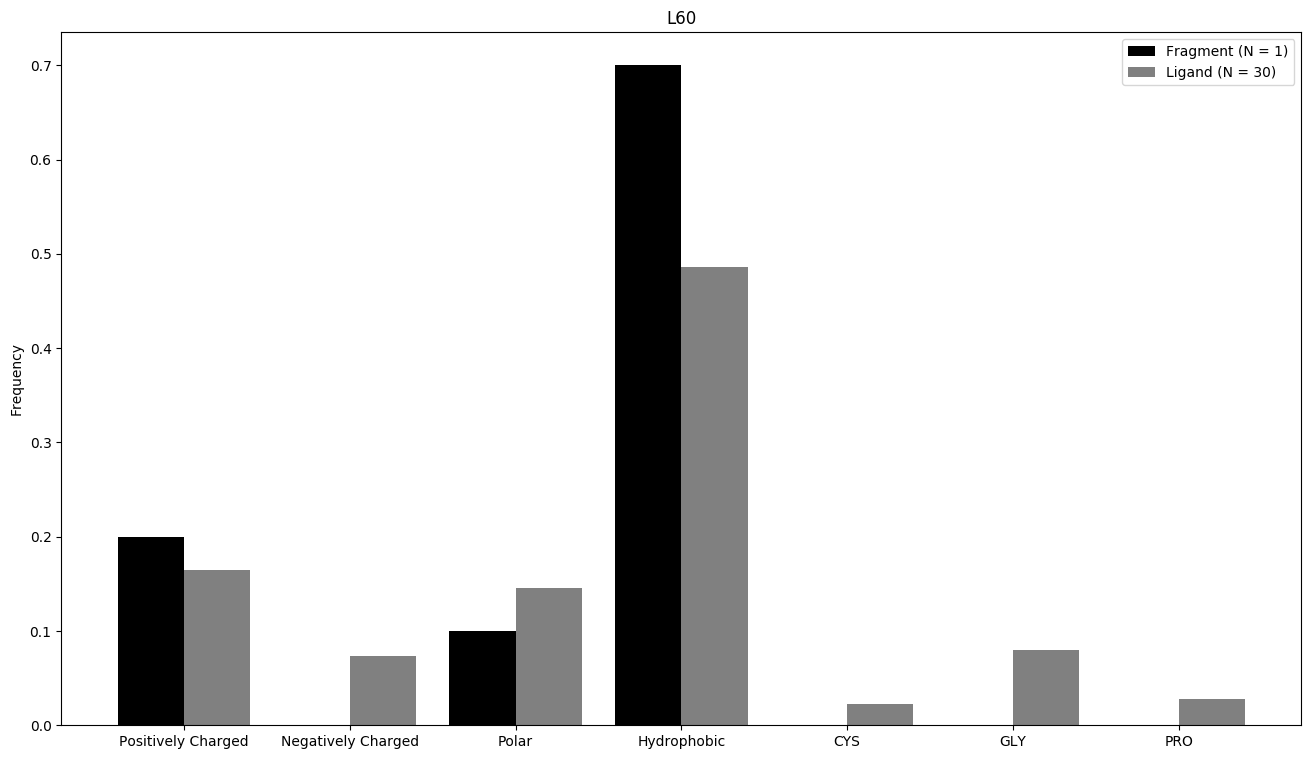 L60
Fragment (N = 1)
Ligand (N = 30)
Frequency
0.7
0.6
0.5
0.4
0.3
0.2
0.1
0.0
Positively Charged
Negatively Charged
Polar
Hydrophobic
CYS
GLY
PRO